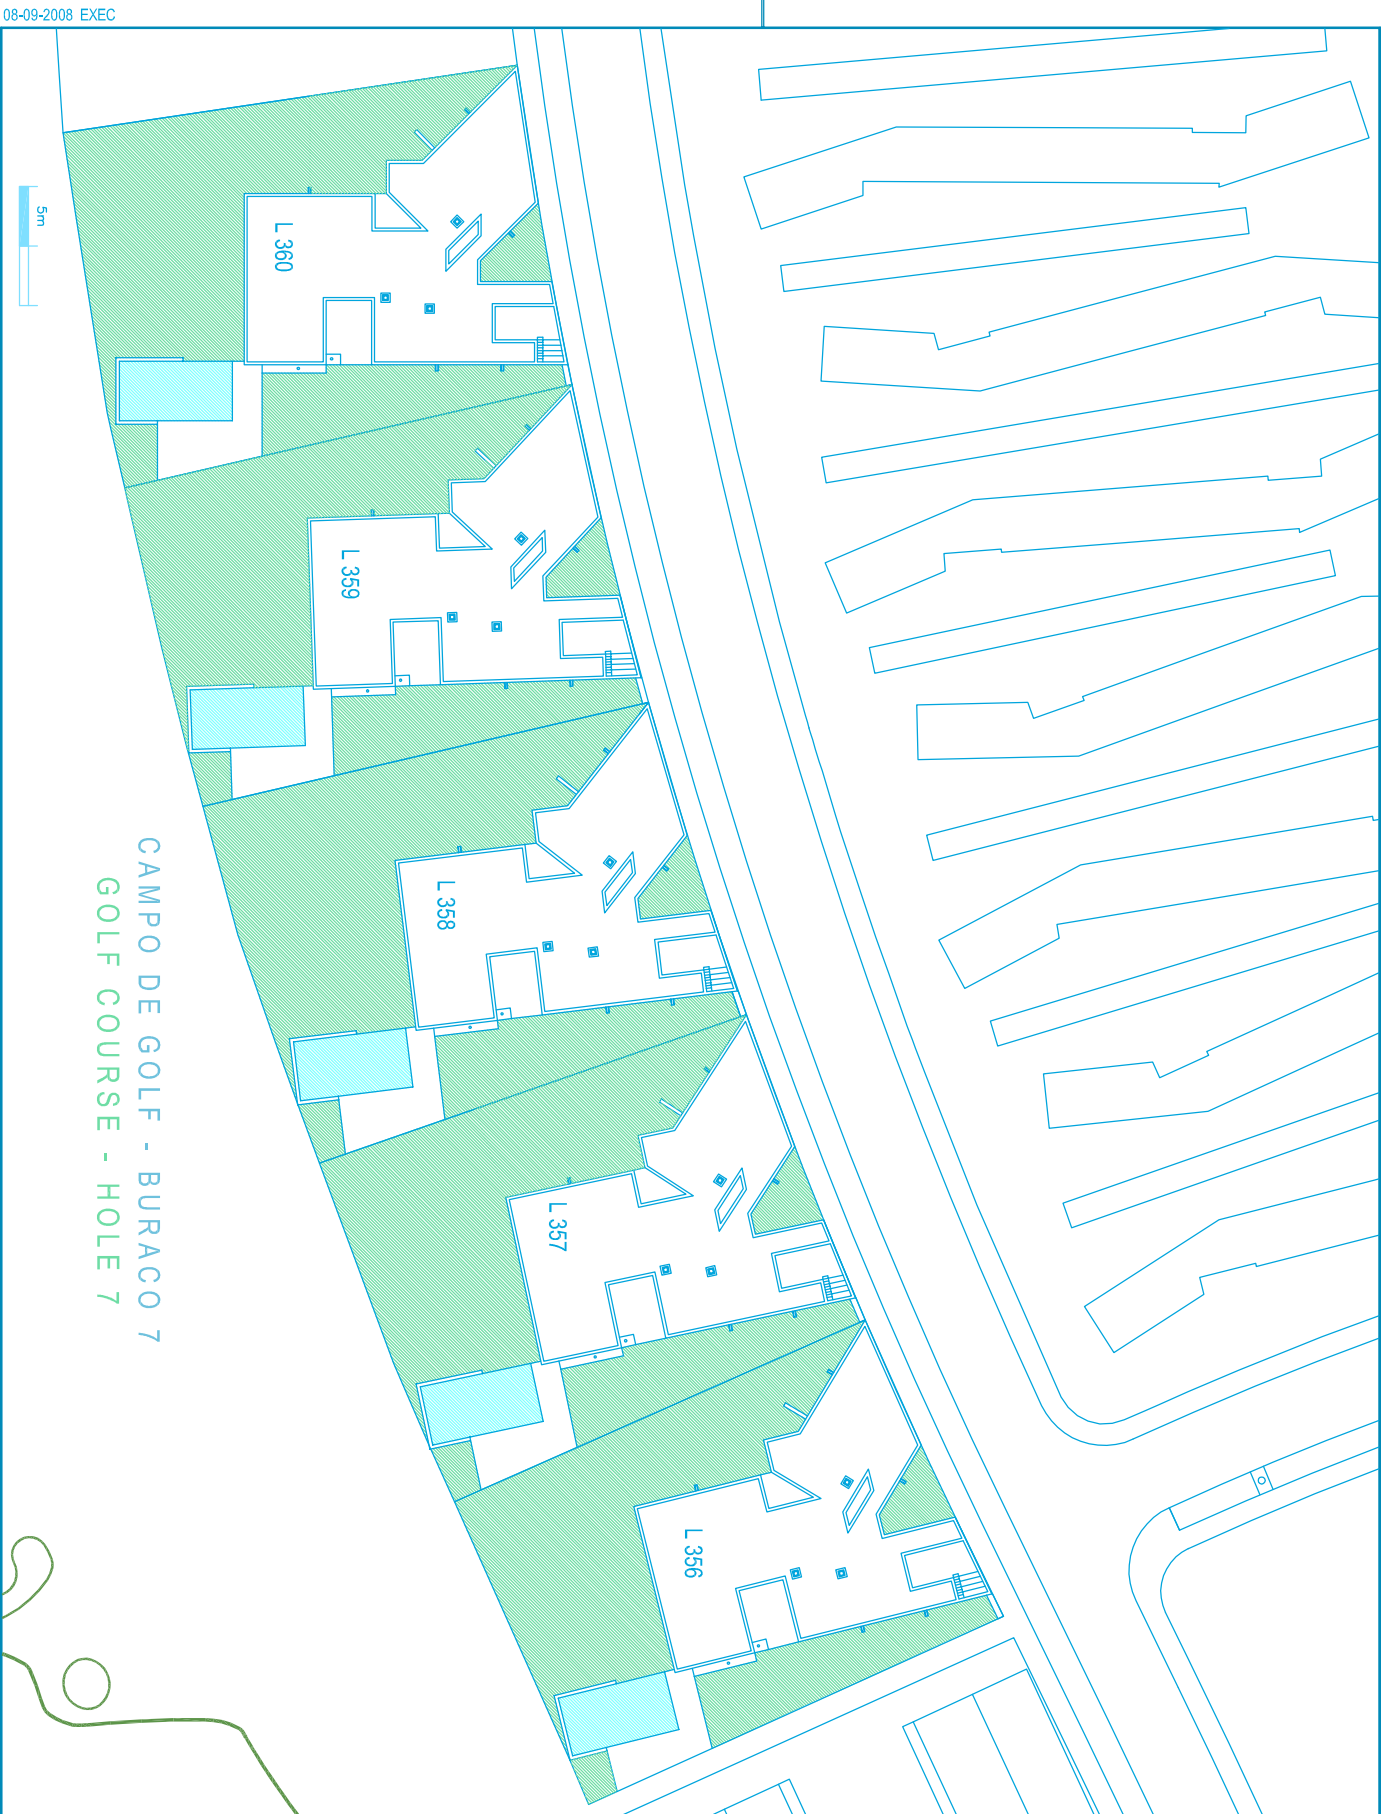 08-09-2008 EXEC
5m
L 360
L 359
L 358
L 357
L 356
CAMPO DE GOLF - BURACO 7
GOLF COURSE - HOLE 7